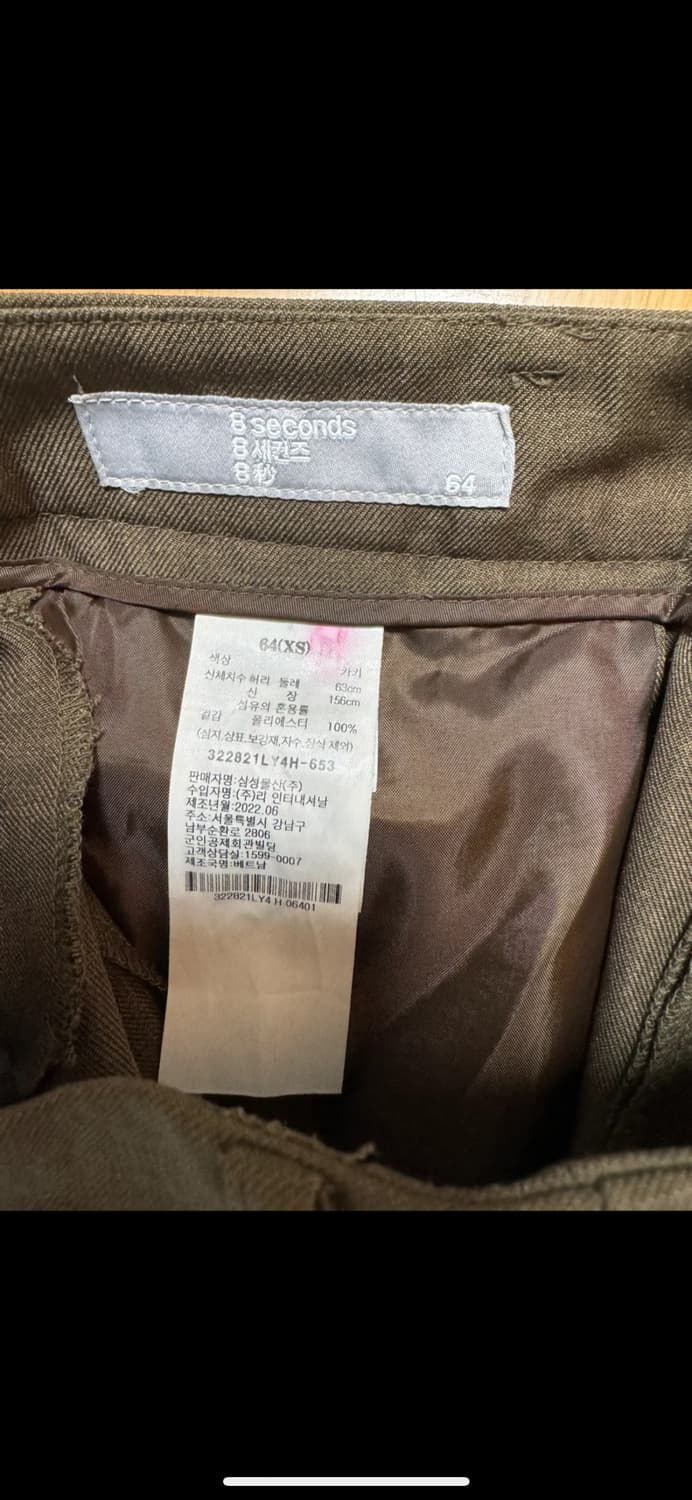 8 seconds
8세컨즈
8秒
64
64(XS)
색상 카키
신체치수 허리 둘레 63cm
신 장 156cm
섬유의 혼용률
겉감 폴리에스터 100%
(심지,상표,보강재,자수,장식 제외)
322821LY4H-653
판매자명:삼성물산(주)
수입자명:(주)리 인터내셔날
제조년월:2022.06
주소:서울특별시 강남구
남부순환로 2806
군인공제회관빌딩
고객상담실:1599-0007
제조국명:베트남
322821LY4 H 06401